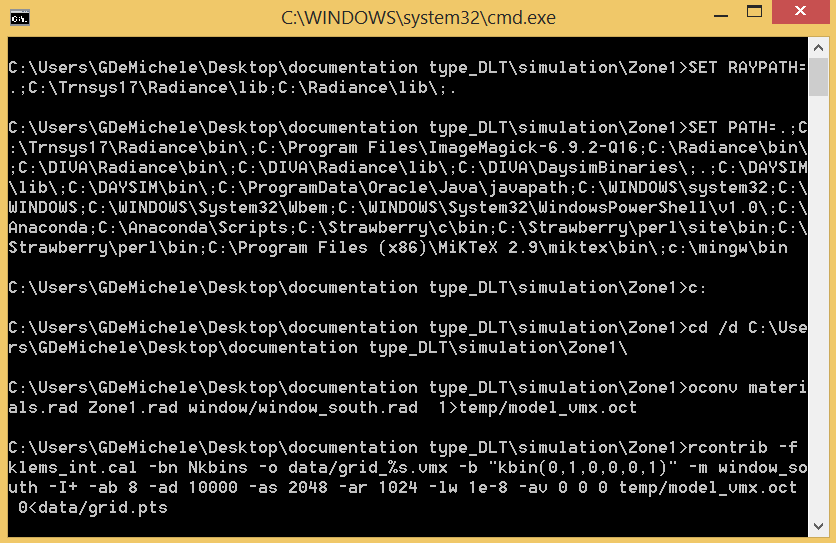 C:\WINDOWS\system32\cmd.exe
C:\Users\GDeMichele\Desktop\documentation type_DLT\simulation\Zone1>SET RAYPATH=
.;C:\Trnsys17\Radiance\lib;C:\Radiance\lib\;.
C:\Users\GDeMichele\Desktop\documentation type_DLT\simulation\Zone1>SET PATH=.;C
:\Trnsys17\Radiance\bin\;C:\Program Files\ImageMagick-6.9.2-Q16;C:\Radiance\bin\
;C:\DIVA\Radiance\bin\;C:\DIVA\Radiance\lib\;C:\DIVA\DaysimBinaries\;.;C:\DAYSIM
\lib\;C:\DAYSIM\bin\;C:\ProgramData\Oracle\Java\javapath;C:\WINDOWS\system32;C:\
WINDOWS;C:\WINDOWS\System32\Wbem;C:\WINDOWS\System32\WindowsPowerShell\v1.0\;C:\
Anaconda;C:\Anaconda\Scripts;C:\Strawberry\c\bin;C:\Strawberry\perl\site\bin;C:\
Strawberry\perl\bin;C:\Program Files (x86)\MiKTeX 2.9\miktex\bin\;c:\mingw\bin
C:\Users\GDeMichele\Desktop\documentation type_DLT\simulation\Zone1>c:
C:\Users\GDeMichele\Desktop\documentation type_DLT\simulation\Zone1>cd /d C:\Use
rs\GDeMichele\Desktop\documentation type_DLT\simulation\Zone1\
C:\Users\GDeMichele\Desktop\documentation type_DLT\simulation\Zone1>oconv materi
als.rad Zone1.rad window/window_south.rad  1>temp/model_vmx.oct
C:\Users\GDeMichele\Desktop\documentation type_DLT\simulation\Zone1>rcontrib -f
klems_int.cal -bn Nkbins -o data/grid_%s.vmx -b "kbin(0,1,0,0,0,1)" -m window_so
uth -I+ -ab 8 -ad 10000 -as 2048 -ar 1024 -lw 1e-8 -av 0 0 0 temp/model_vmx.oct
0<data/grid.pts